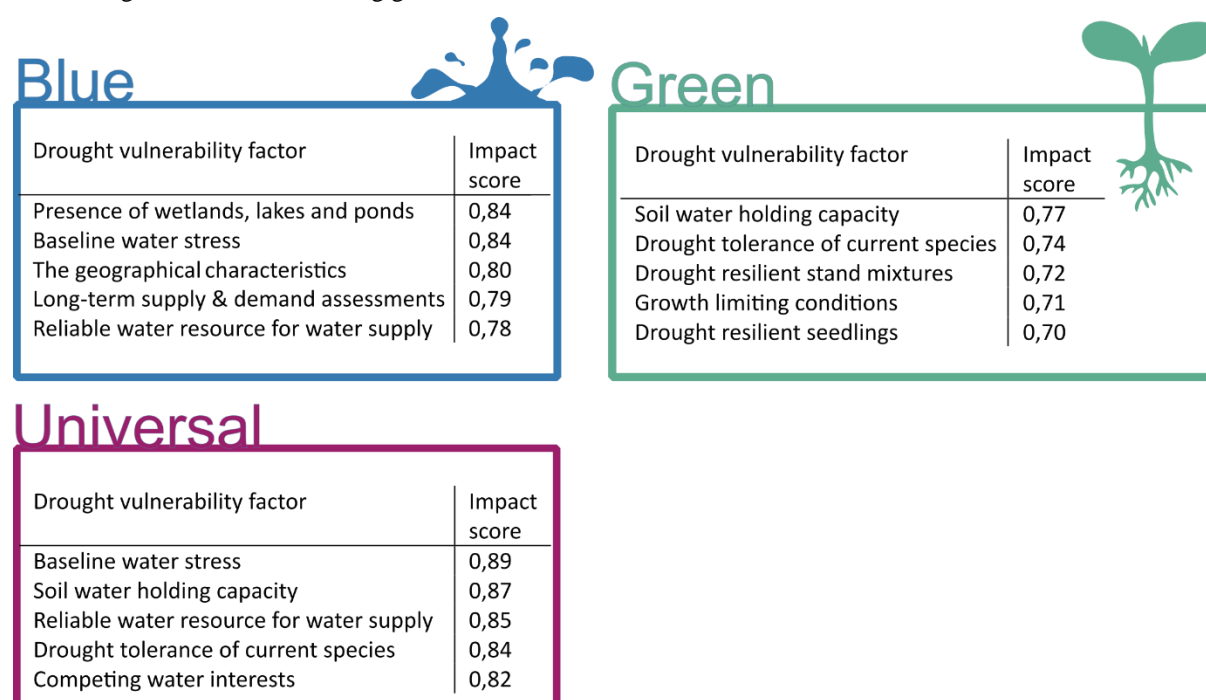 Blue
Drought vulnerability factor Impact score
Presence of wetlands, lakes and ponds 0,84
Baseline water stress 0,84
The geographical characteristics 0,80
Long-term supply & demand assessments 0,79
Reliable water resource for water supply 0,78
Green
Drought vulnerability factor Impact score
Soil water holding capacity 0,77
Drought tolerance of current species 0,74
Drought resilient stand mixtures 0,72
Growth limiting conditions 0,71
Drought resilient seedlings 0,70
Universal
Drought vulnerability factor Impact score
Baseline water stress 0,89
Soil water holding capacity 0,87
Reliable water resource for water supply 0,85
Drought tolerance of current species 0,84
Competing water interests 0,82